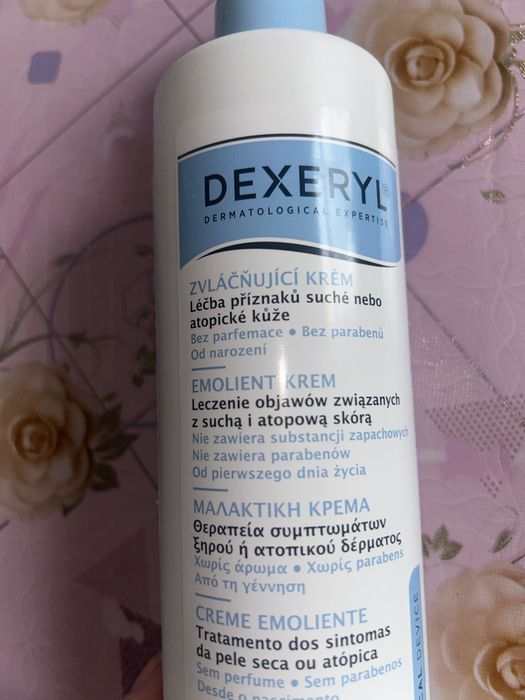 DEXERYL®
DERMATOLOGICAL EXPERTISE
ZVLÁČŇUJÍCÍ KRÉM
Léčba příznaků suché nebo
atopické kůže
Bez parfemace • Bez parabenů
Od narození
EMOLIENT KREM
Leczenie objawów związanych
z suchą i atopową skórą
Nie zawiera substancji zapachowych
Nie zawiera parabenów
Od pierwszego dnia życia
ΜΑΛΑΚΤΙΚΗ ΚΡΕΜΑ
Θεραπεία συμπτωμάτων
ξηρού ή ατοπικού δέρματος
Χωρίς άρωμα • Χωρίς parabens
Από τη γέννηση
CREME EMOLIENTE
Tratamento dos sintomas
da pele seca ou atópica
Sem perfume • Sem parabenos
Desde o nascimento
DEVICE